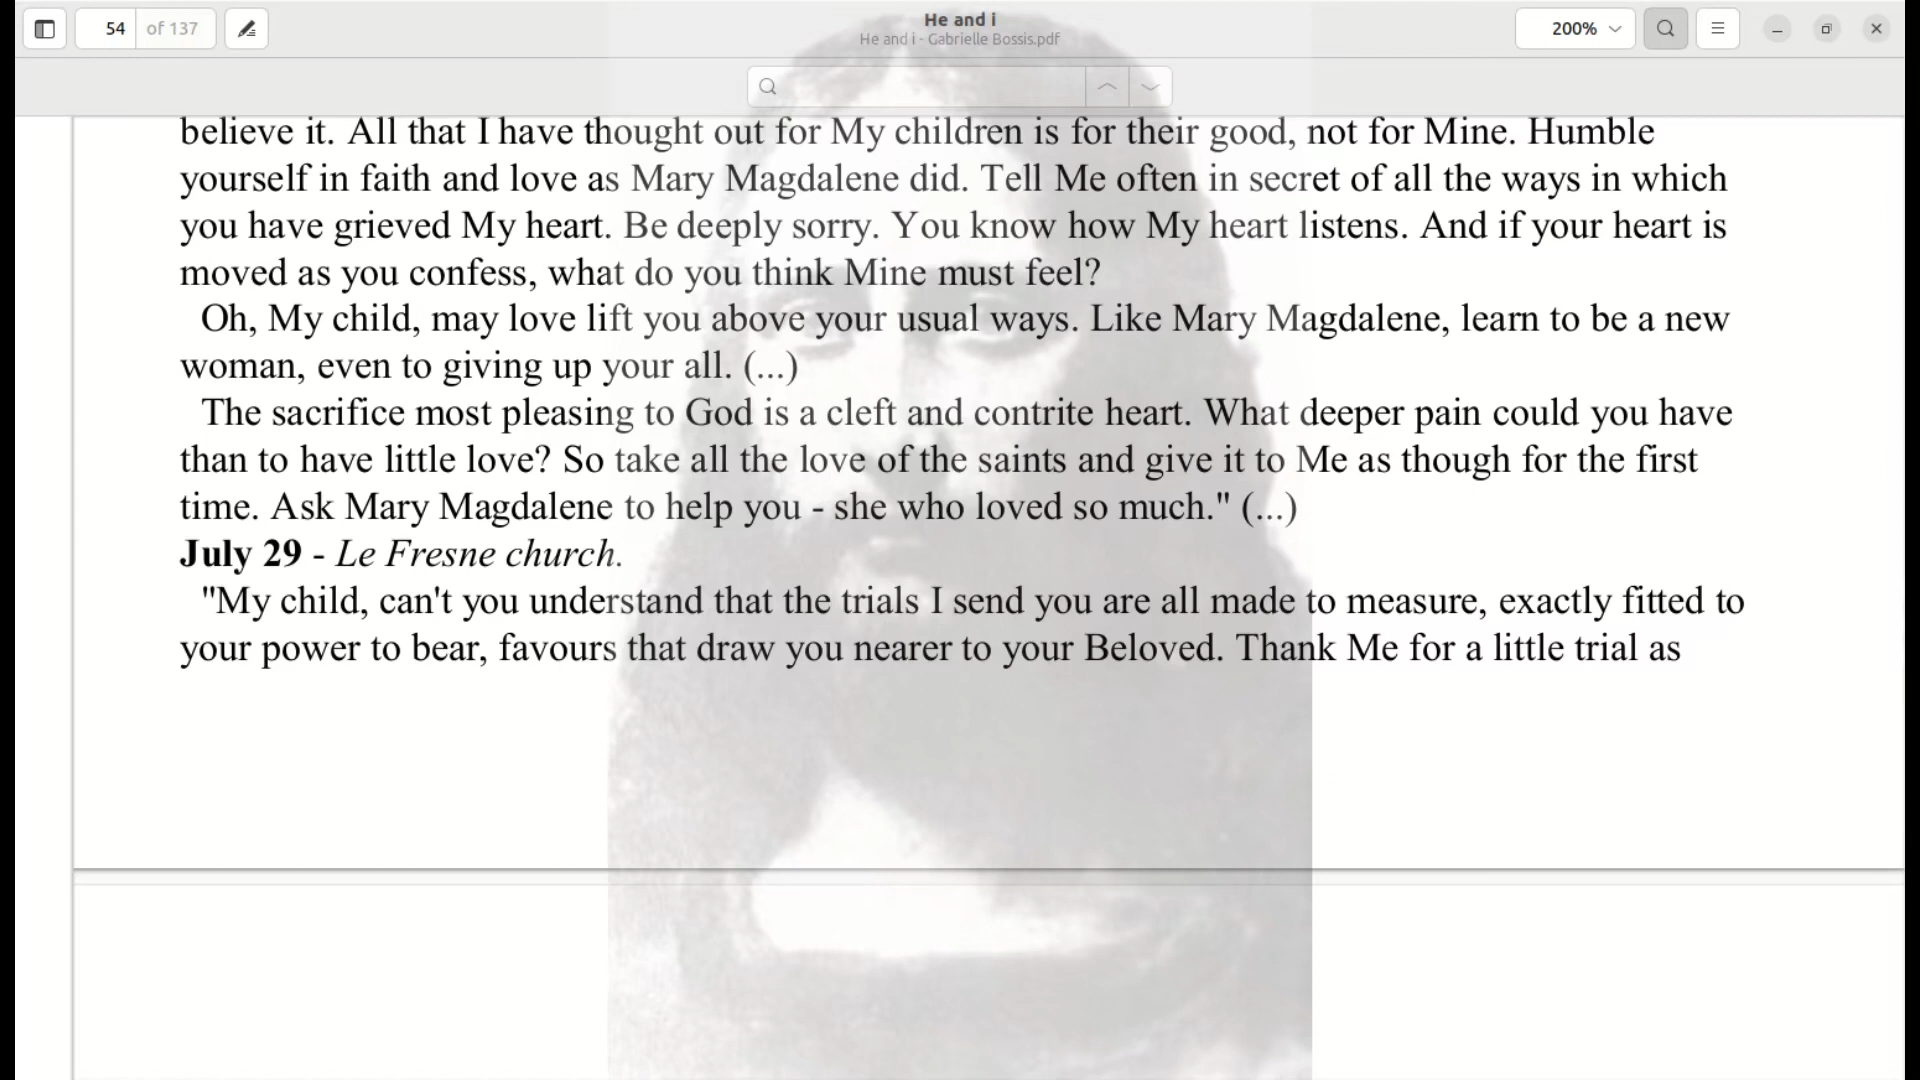 54 of 137
He and i
He and i - Gabrielle Bossis.pdf
200%
believe it. All that I have thought out for My children is for their good, not for Mine. Humble
yourself in faith and love as Mary Magdalene did. Tell Me often in secret of all the ways in which
you have grieved My heart. Be deeply sorry. You know how My heart listens. And if your heart is
moved as you confess, what do you think Mine must feel?
Oh, My child, may love lift you above your usual ways. Like Mary Magdalene, learn to be a new
woman, even to giving up your all. (...)
The sacrifice most pleasing to God is a cleft and contrite heart. What deeper pain could you have
than to have little love? So take all the love of the saints and give it to Me as though for the first
time. Ask Mary Magdalene to help you - she who loved so much." (...)
July 29 - Le Fresne church.
"My child, can't you understand that the trials I send you are all made to measure, exactly fitted to
your power to bear, favours that draw you nearer to your Beloved. Thank Me for a little trial as